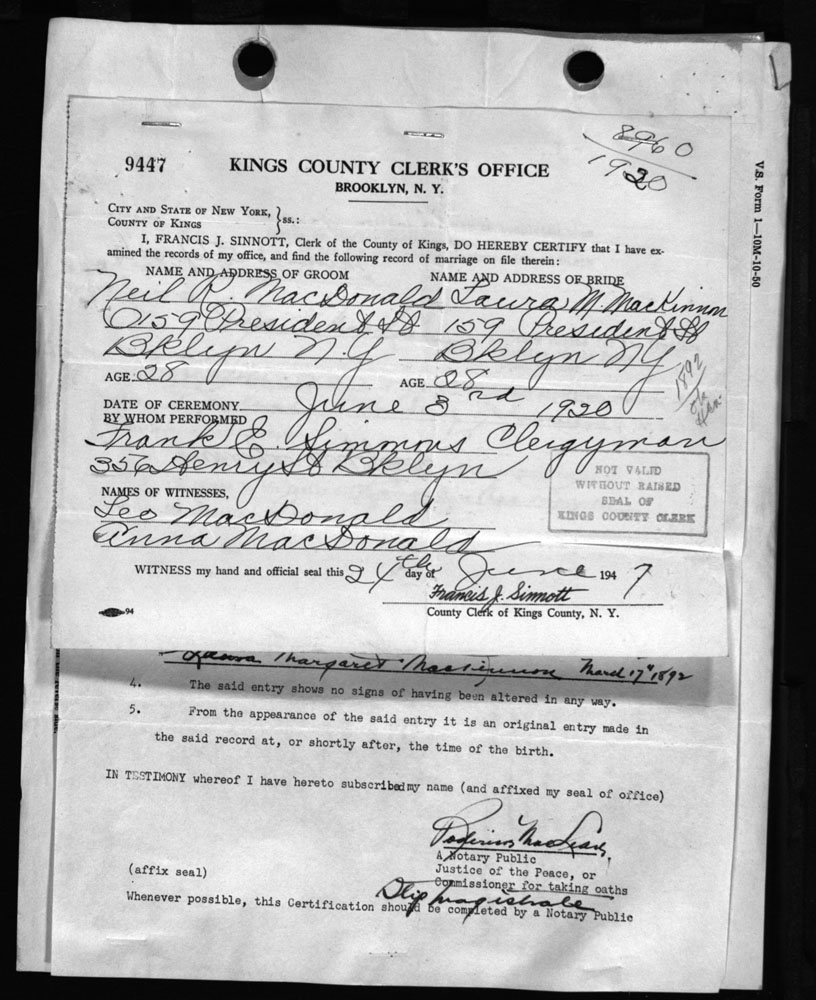 8960
1920
9447 KINGS COUNTY CLERK'S OFFICE
BROOKLYN, N. Y.
CITY AND STATE OF NEW YORK,
COUNTY OF KINGS } ss.:
I, FRANCIS J. SINNOTT, Clerk of the County of Kings, DO HEREBY CERTIFY that I have ex-
amined the records of my office, and find the following record of marriage on file therein:
NAME AND ADDRESS OF GROOM NAME AND ADDRESS OF BRIDE
Neil R. MacDonald Laura M. MacKinnon
159 President St 159 President St
Bklyn N.Y Bklyn NY
AGE 28 AGE 28
1892
DATE OF CEREMONY June 3rd 1920
BY WHOM PERFORMED
Frank E. Simmons Clergyman
356 Henry St Bklyn
NOT VALID
WITHOUT RAISED
SEAL OF
KINGS COUNTY CLERK
NAMES OF WITNESSES,
Leo MacDonald
Anna MacDonald
WITNESS my hand and official seal this 24th day of June 1947
Francis J. Sinnott
County Clerk of Kings County, N. Y.
94
V.S. Form 1—10M-10-50
Laura Margaret MacKinnon March 17th 1892
4. The said entry shows no signs of having been altered in any way.
5. From the appearance of the said entry it is an original entry made in
the said record at, or shortly after, the time of the birth.
IN TESTIMONY whereof I have hereto subscribed my name (and affixed my seal of office)
A Notary Public
Justice of the Peace, or
(affix seal) Commissioner for taking oaths
Stip magistrate
Whenever possible, this Certification should be completed by a Notary Public